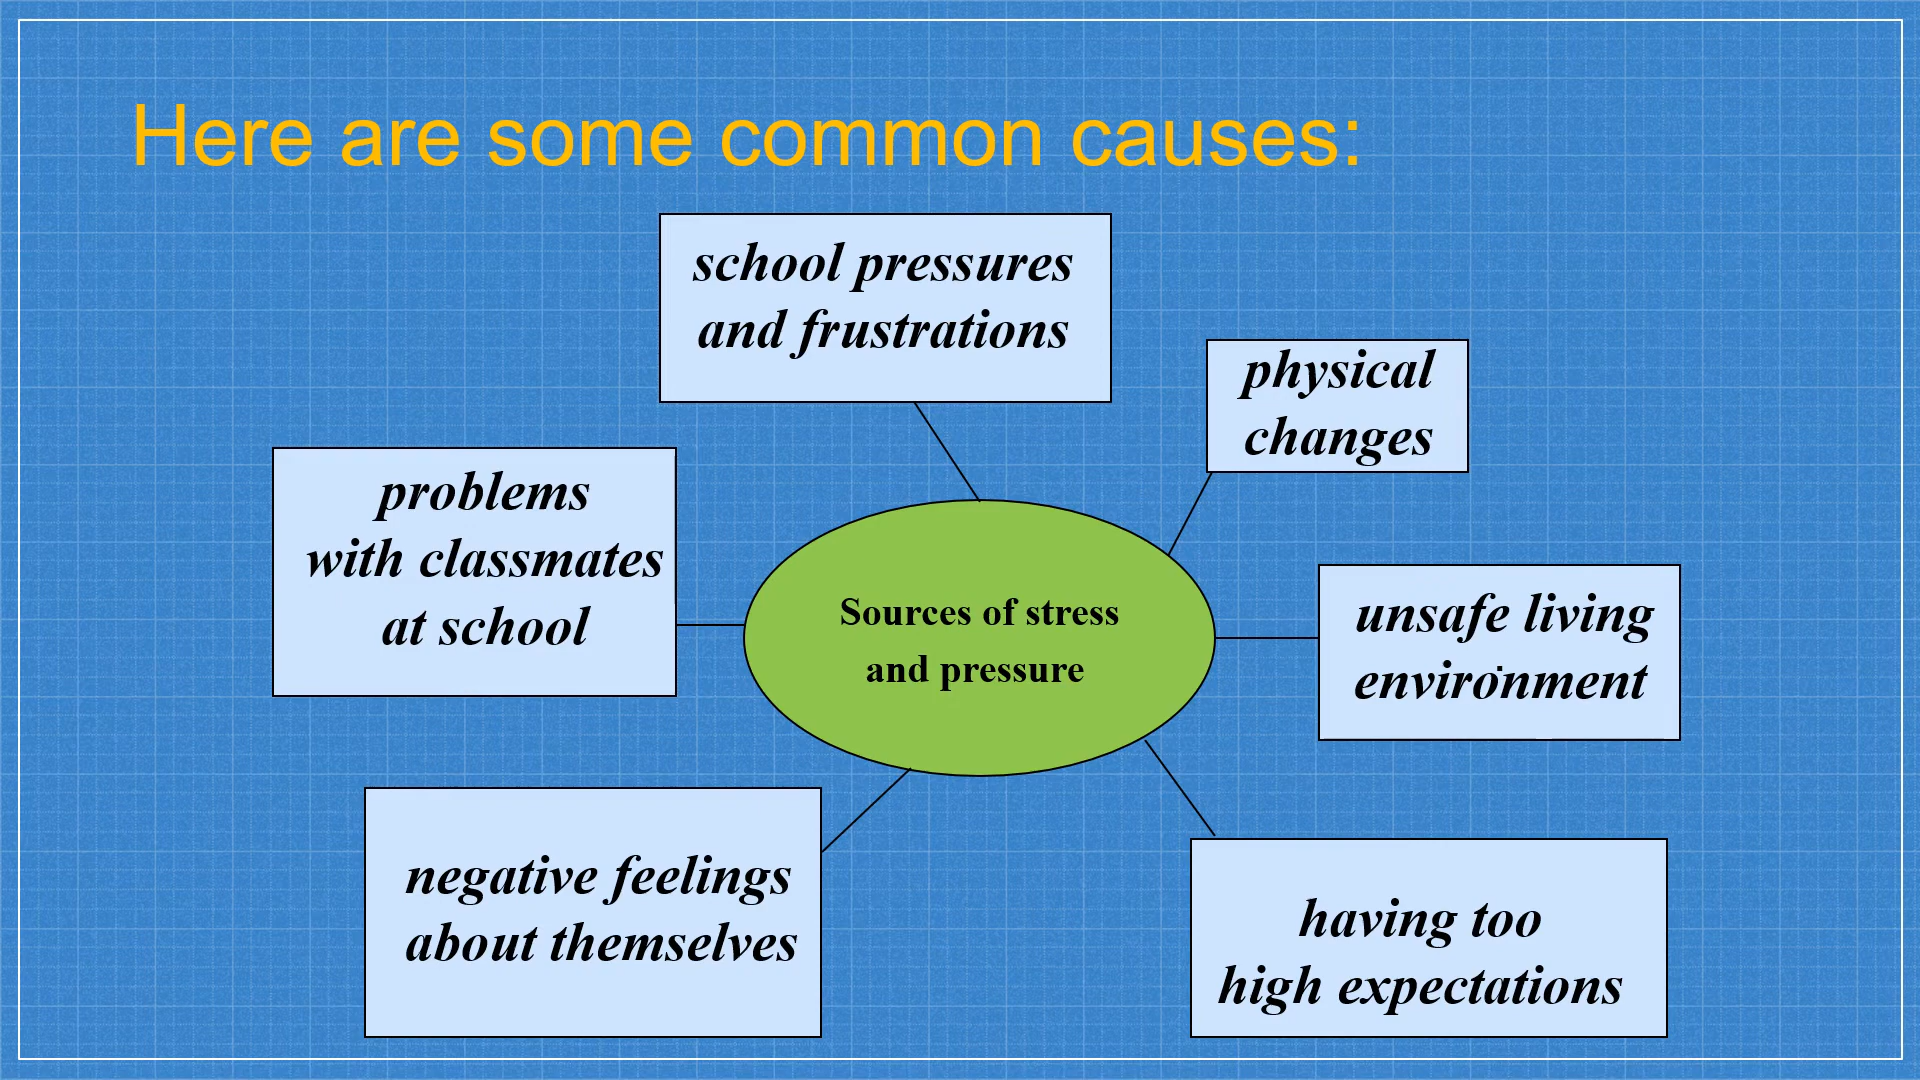 Here are some common causes:
school pressures
and frustrations
physical
changes
problems
with classmates
at school
Sources of stress
and pressure
unsafe living
environment
negative feelings
about themselves
having too
high expectations